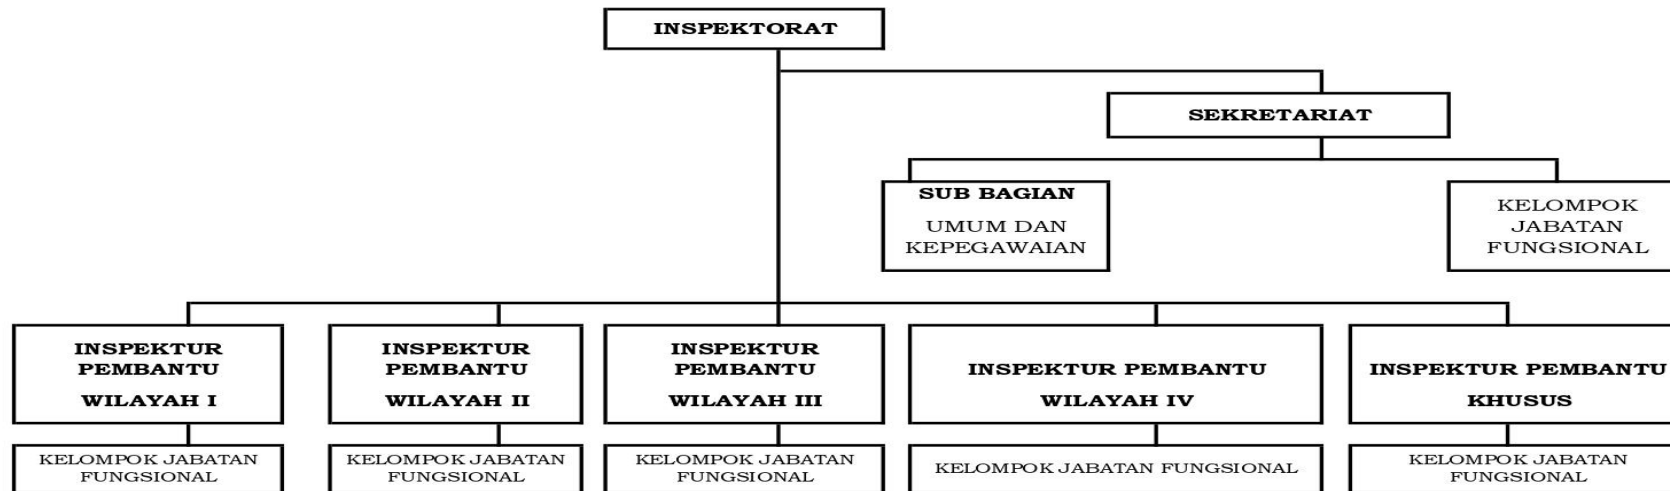 INSPEKTORAT
SEKRETARIAT
SUB BAGIAN
UMUM DAN
KEPEGAWAIAN
KELOMPOK
JABATAN
FUNGSIONAL
INSPEKTUR
PEMBANTU
WILAYAH I
INSPEKTUR
PEMBANTU
WILAYAH II
INSPEKTUR
PEMBANTU
WILAYAH III
INSPEKTUR PEMBANTU
WILAYAH IV
INSPEKTUR PEMBANTU
KHUSUS
KELOMPOK JABATAN
FUNGSIONAL
KELOMPOK JABATAN
FUNGSIONAL
KELOMPOK JABATAN
FUNGSIONAL
KELOMPOK JABATAN FUNGSIONAL
KELOMPOK JABATAN
FUNGSIONAL